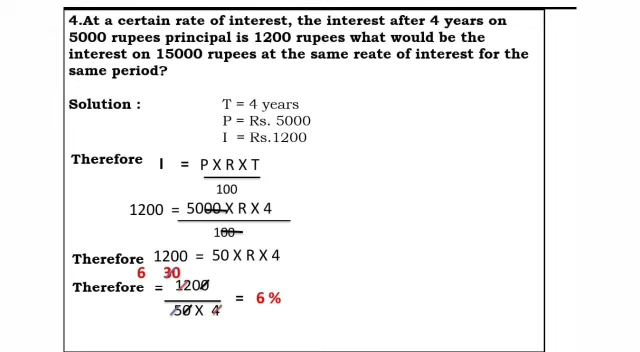 4.At a certain rate of interest, the interest after 4 years on
5000 rupees principal is 1200 rupees what would be the
interest on 15000 rupees at the same reate of interest for the
same period?
Solution :
T = 4 years
P = Rs. 5000
I = Rs.1200
Therefore I = P X R X T
100
1200 = 5000 X R X 4
100
Therefore 1200 = 50 X R X 4
6 30
Therefore = 1200
50 X 4
= 6 %